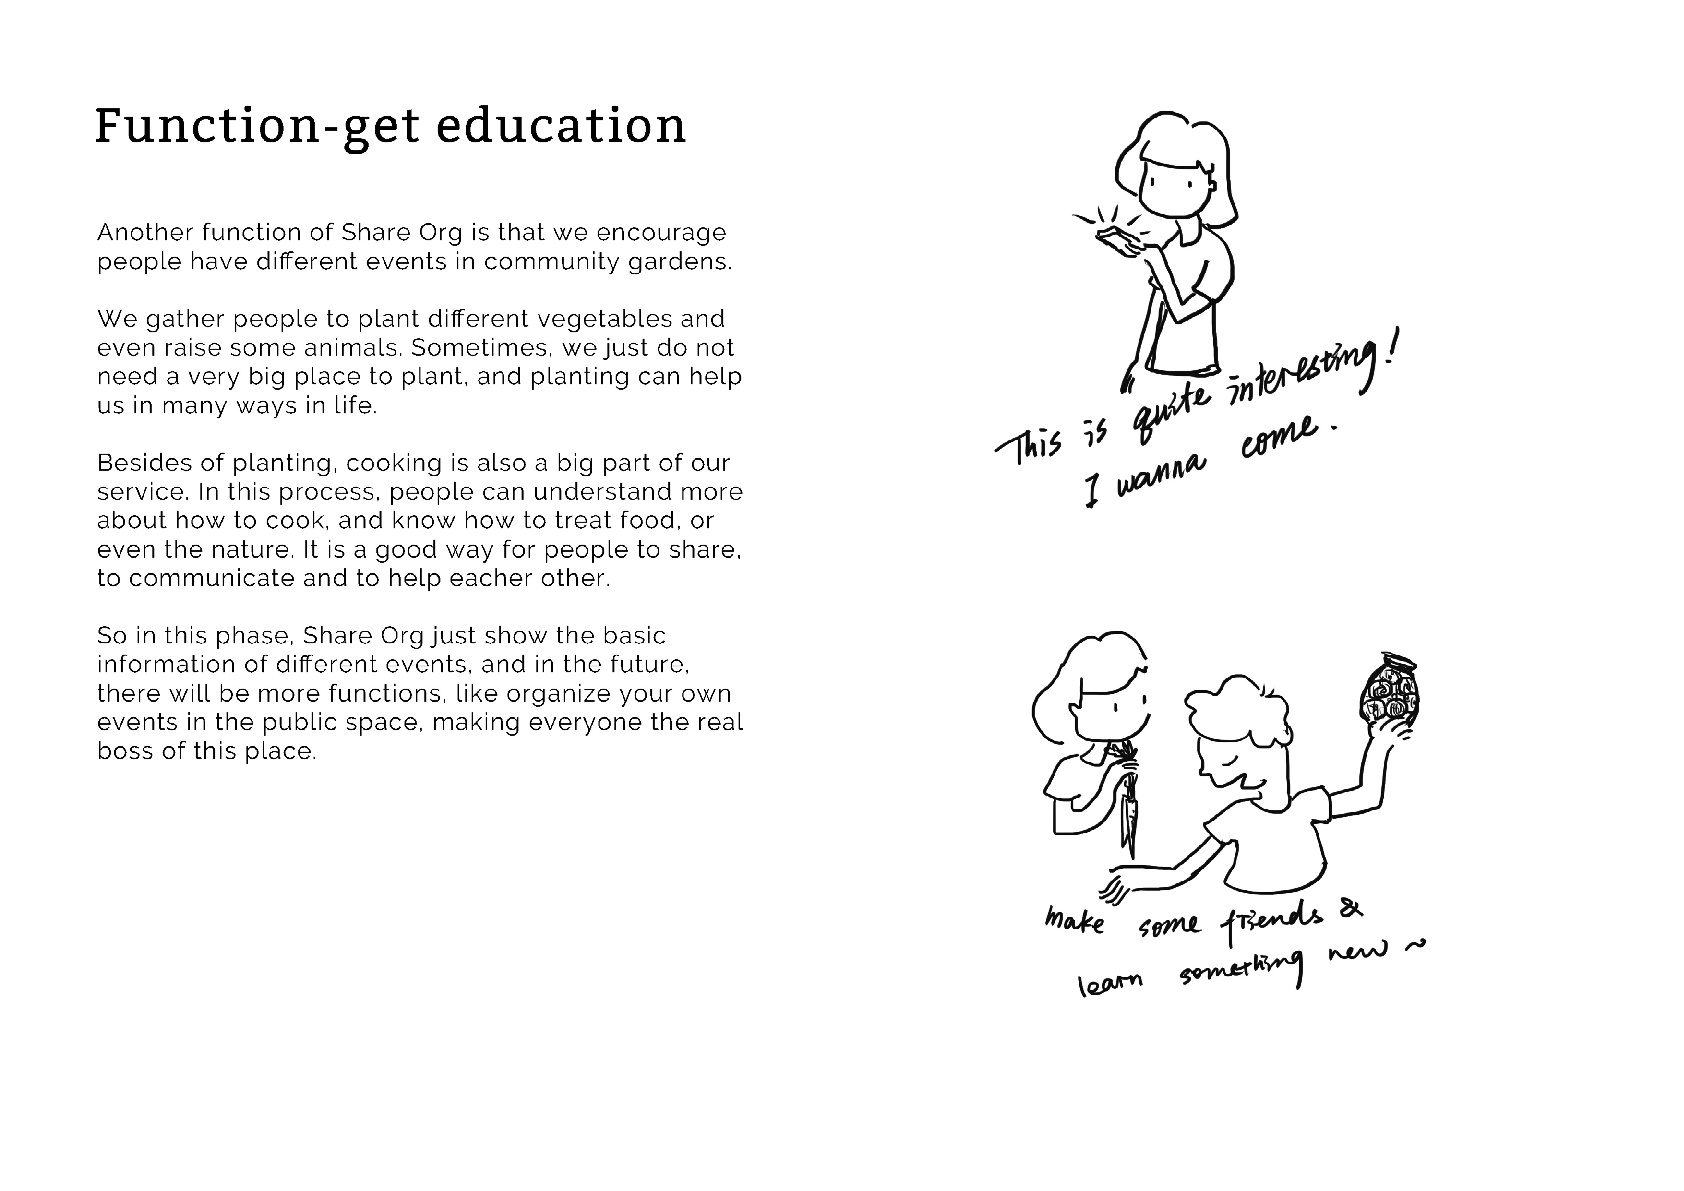 Function-get education
Another function of Share Org is that we encourage
people have different events in community gardens.
We gather people to plant different vegetables and
even raise some animals. Sometimes, we just do not
need a very big place to plant, and planting can help
us in many ways in life.
Besides of planting, cooking is also a big part of our
service. In this process, people can understand more
about how to cook, and know how to treat food, or
even the nature. It is a good way for people to share,
to communicate and to help eacher other.
So in this phase, Share Org just show the basic
information of different events, and in the future,
there will be more functions, like organize your own
events in the public space, making everyone the real
boss of this place.
This is quite interesting!
I wanna come.
make some friends &
learn something new ~